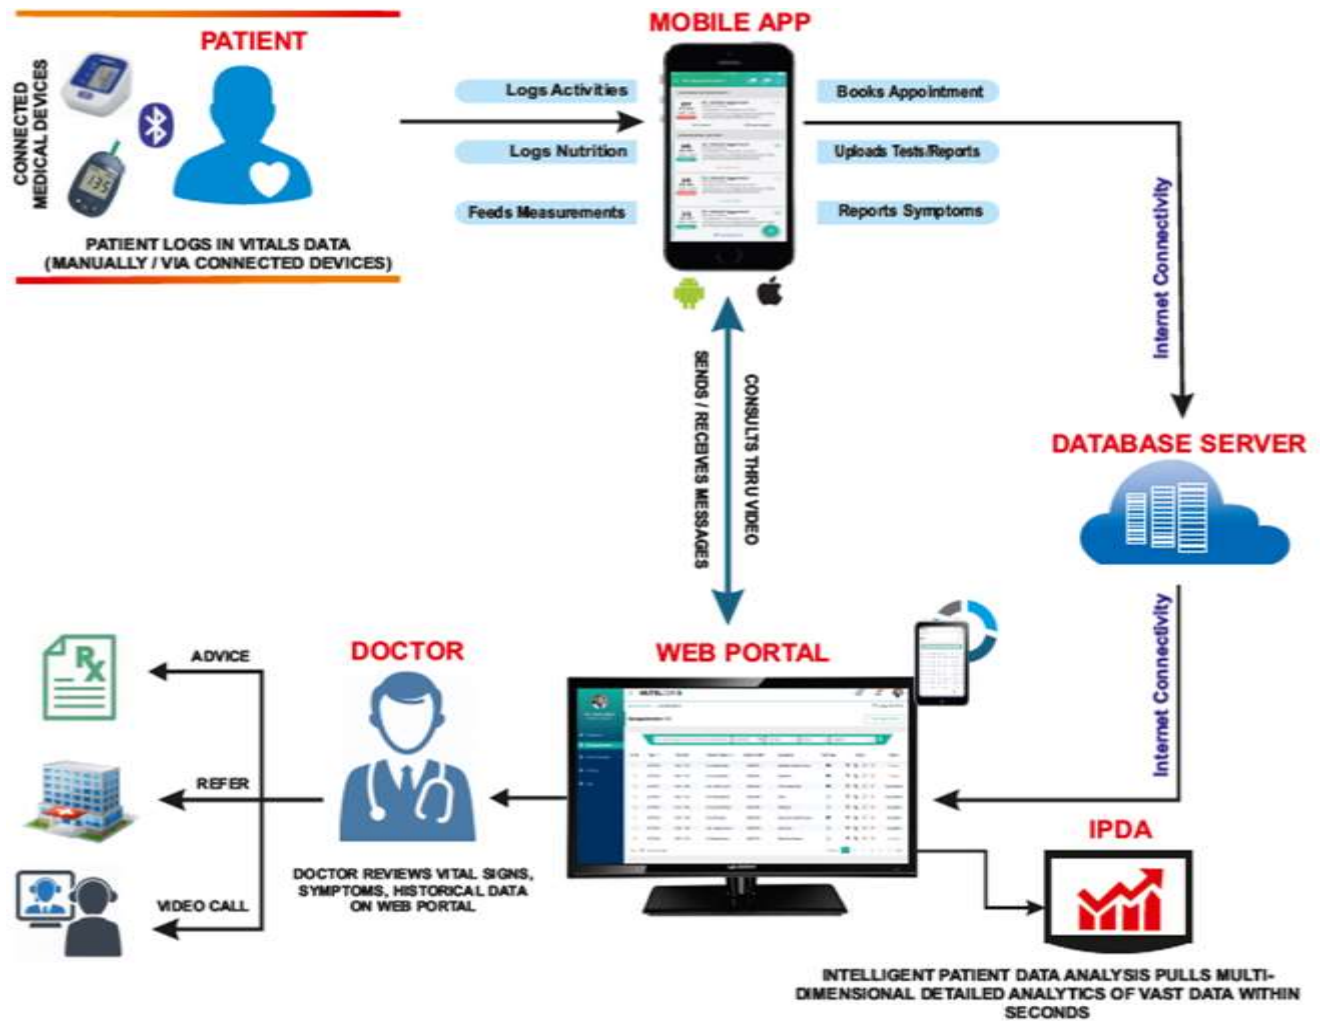 PATIENT
CONNECTED
MEDICAL DEVICES
135
PATIENT LOGS IN VITALS DATA
(MANUALLY / VIA CONNECTED DEVICES)
MOBILE APP
Logs Activities
Logs Nutrition
Feeds Measurements
Books Appointment
Uploads Tests/Reports
Reports Symptoms
Internet Connectivity
SENDS / RECEIVES MESSAGES
CONSULTS THRU VIDEO
DATABASE SERVER
Internet Connectivity
WEB PORTAL
DOCTOR
DOCTOR REVIEWS VITAL SIGNS,
SYMPTOMS, HISTORICAL DATA
ON WEB PORTAL
Rx
ADVICE
REFER
VIDEO CALL
IPDA
INTELLIGENT PATIENT DATA ANALYSIS PULLS MULTI-
DIMENSIONAL DETAILED ANALYTICS OF VAST DATA WITHIN
SECONDS